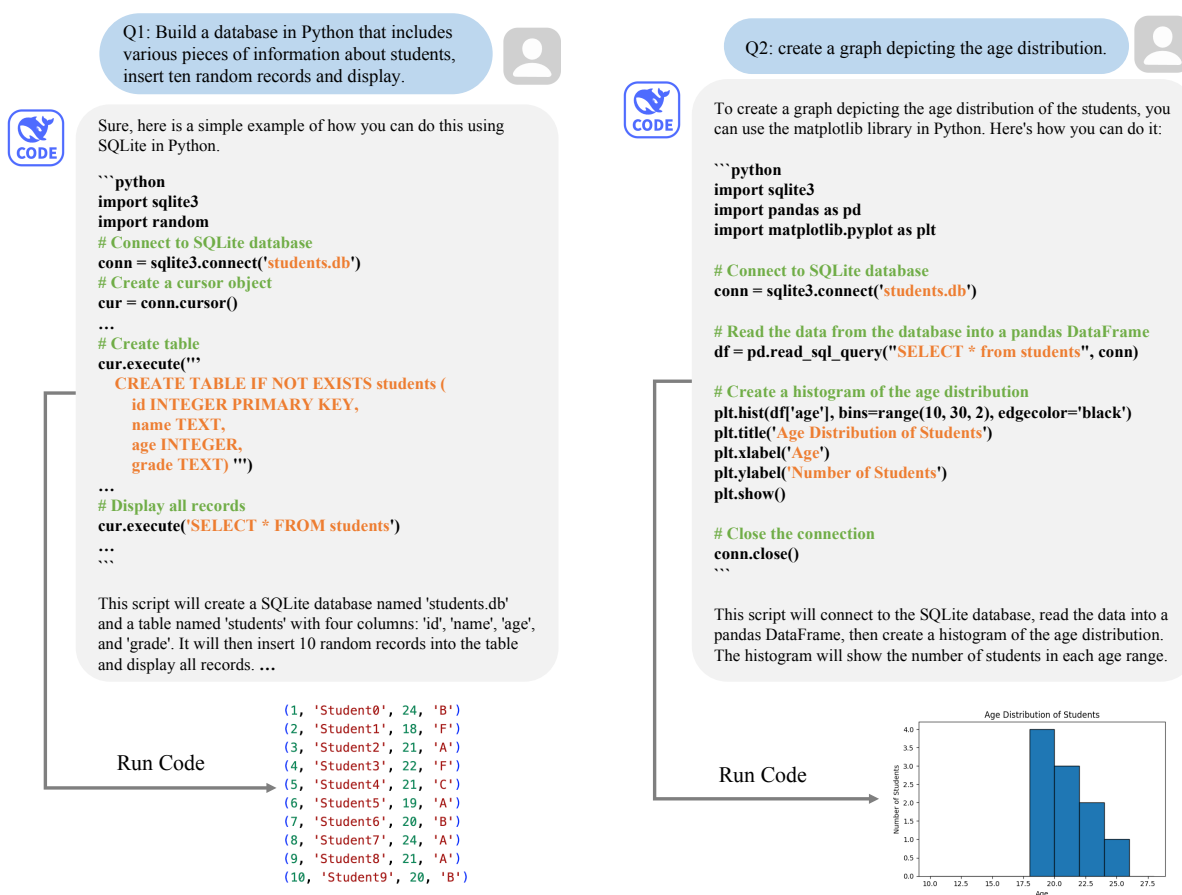 Q1: Build a database in Python that includes
various pieces of information about students,
insert ten random records and display.
CODE
Sure, here is a simple example of how you can do this using
SQLite in Python.
```python
import sqlite3
import random
# Connect to SQLite database
conn = sqlite3.connect('students.db')
# Create a cursor object
cur = conn.cursor()
…
# Create table
cur.execute('''
CREATE TABLE IF NOT EXISTS students (
id INTEGER PRIMARY KEY,
name TEXT,
age INTEGER,
grade TEXT) ''')
…
# Display all records
cur.execute('SELECT * FROM students')
…
```
This script will create a SQLite database named 'students.db'
and a table named 'students' with four columns: 'id', 'name', 'age',
and 'grade'. It will then insert 10 random records into the table
and display all records. …
Run Code
(1, 'Student0', 24, 'B')
(2, 'Student1', 18, 'F')
(3, 'Student2', 21, 'A')
(4, 'Student3', 22, 'F')
(5, 'Student4', 21, 'C')
(6, 'Student5', 19, 'A')
(7, 'Student6', 20, 'B')
(8, 'Student7', 24, 'A')
(9, 'Student8', 21, 'A')
(10, 'Student9', 20, 'B')
Q2: create a graph depicting the age distribution.
CODE
To create a graph depicting the age distribution of the students, you
can use the matplotlib library in Python. Here's how you can do it:
```python
import sqlite3
import pandas as pd
import matplotlib.pyplot as plt
# Connect to SQLite database
conn = sqlite3.connect('students.db')
# Read the data from the database into a pandas DataFrame
df = pd.read_sql_query("SELECT * from students", conn)
# Create a histogram of the age distribution
plt.hist(df['age'], bins=range(10, 30, 2), edgecolor='black')
plt.title('Age Distribution of Students')
plt.xlabel('Age')
plt.ylabel('Number of Students')
plt.show()
# Close the connection
conn.close()
```
This script will connect to the SQLite database, read the data into a
pandas DataFrame, then create a histogram of the age distribution.
The histogram will show the number of students in each age range.
Run Code
Age Distribution of Students
Number of Students
4.0
3.5
3.0
2.5
2.0
1.5
1.0
0.5
0.0
10.0 12.5 15.0 17.5 20.0 22.5 25.0 27.5
Age